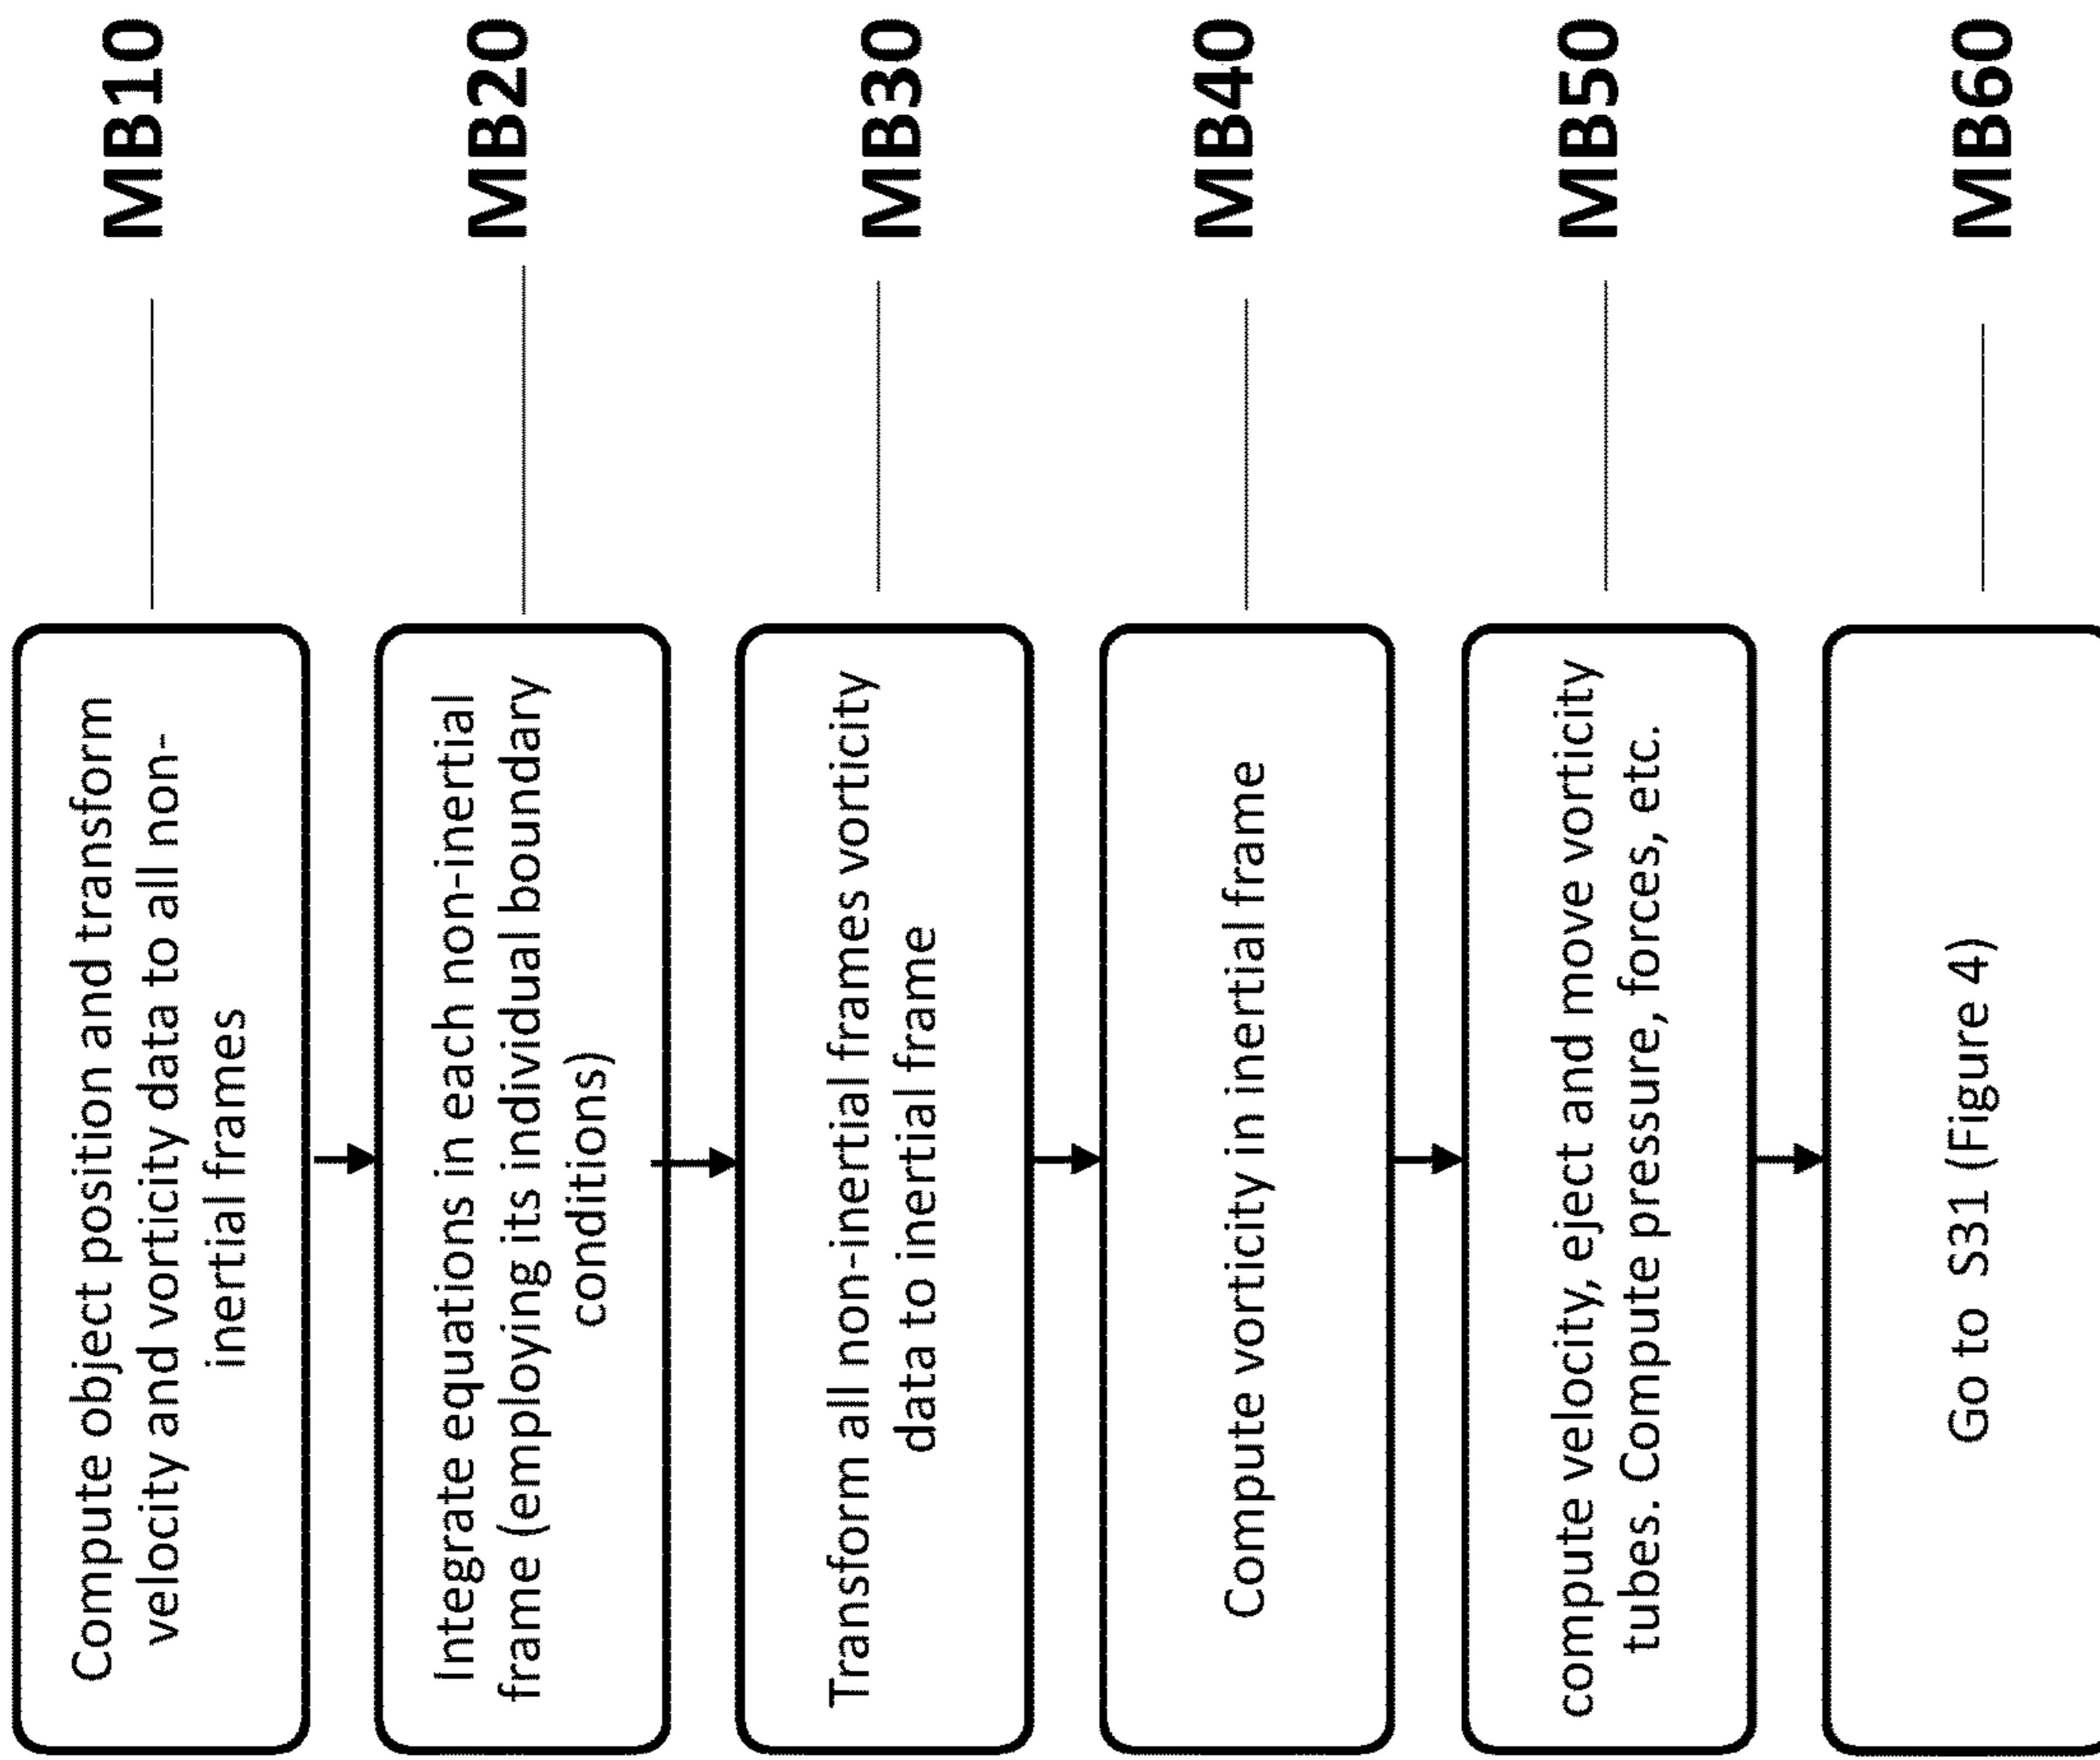 Compute object position and transform
velocity and vorticity data to all non-
inertial frames
MB10
Integrate equations in each non-inertial
frame (employing its individual boundary
conditions)
MB20
Transform all non-inertial frames vorticity
data to inertial frame
MB30
Compute vorticity in inertial frame
MB40
compute velocity, eject and move vorticity
tubes. Compute pressure, forces, etc.
MB50
Go to S31 (Figure 4)
MB60